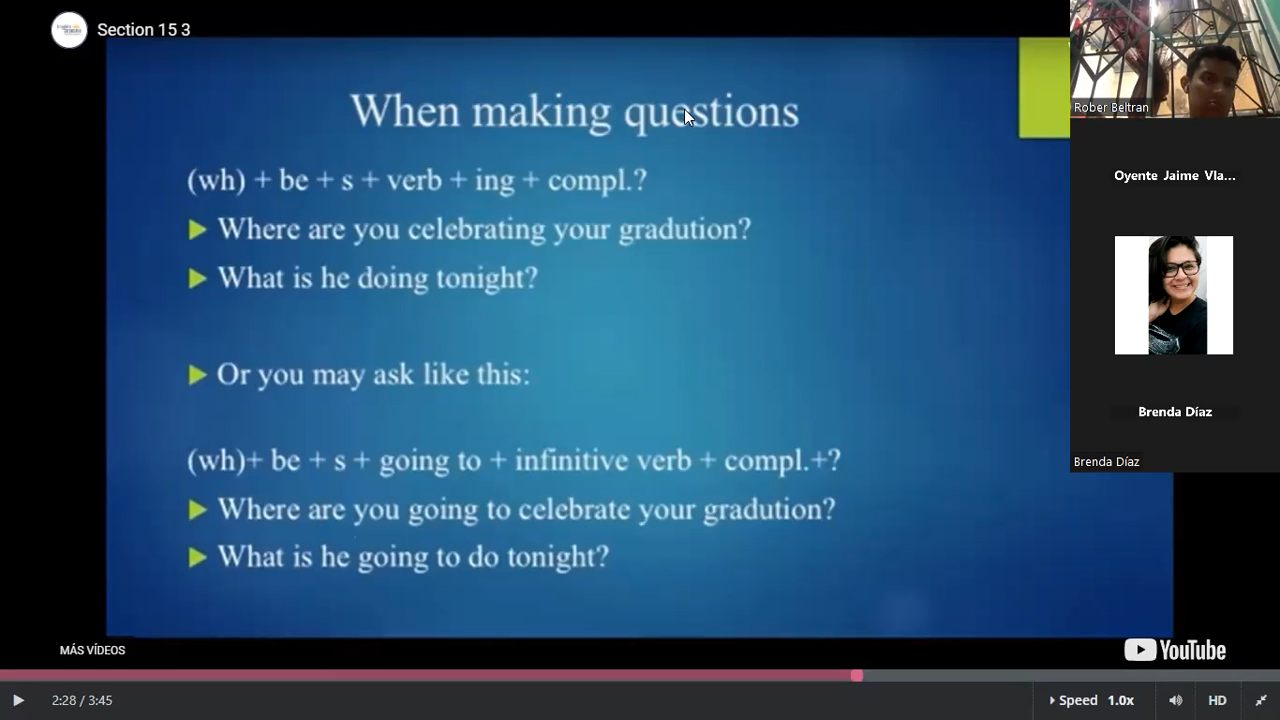 Section 15 3
When making questions
(wh) + be + s + verb + ing + compl.?
Where are you celebrating your gradution?
What is he doing tonight?
Or you may ask like this:
(wh)+ be + s + going to + infinitive verb + compl.+?
Where are you going to celebrate your gradution?
What is he going to do tonight?
Rober Beltran
Oyente Jaime Vla...
Brenda Díaz
Brenda Díaz
MÁS VÍDEOS
YouTube
2:28 / 3:45
Speed 1.0x
HD